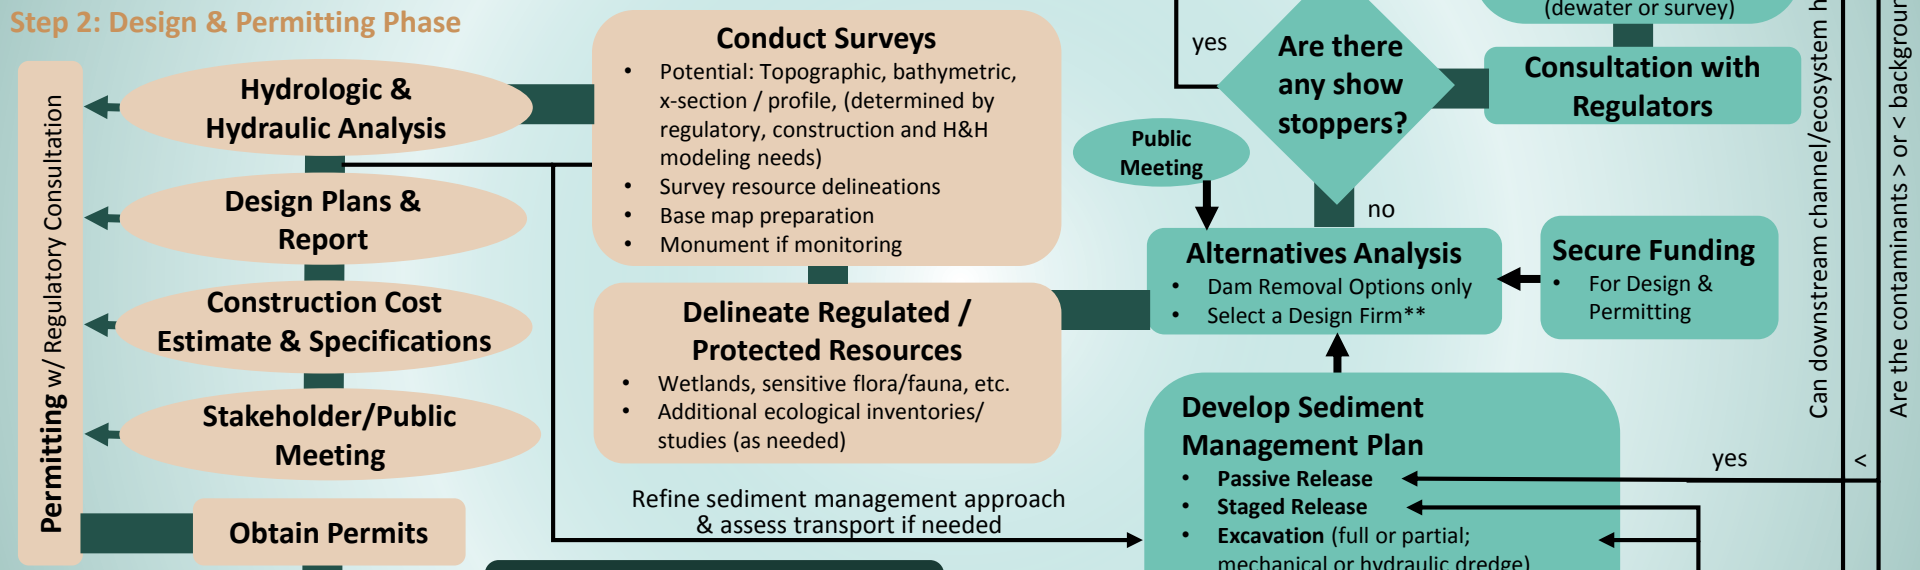 Step 2: Design & Permitting Phase
Permitting w/ Regulatory Consultation
Hydrologic &
Hydraulic Analysis
Design Plans &
Report
Construction Cost
Estimate & Specifications
Stakeholder/Public
Meeting
Obtain Permits
Conduct Surveys
• Potential: Topographic, bathymetric,
x-section / profile, (determined by
regulatory, construction and H&H
modeling needs)
• Survey resource delineations
• Base map preparation
• Monument if monitoring
Delineate Regulated /
Protected Resources
• Wetlands, sensitive flora/fauna, etc.
• Additional ecological inventories/
studies (as needed)
Refine sediment management approach
& assess transport if needed
(dewater or survey)
Consultation with
Regulators
yes
Are there
any show
stoppers?
no
Public
Meeting
Alternatives Analysis
• Dam Removal Options only
• Select a Design Firm**
Secure Funding
• For Design &
Permitting
Develop Sediment
Management Plan
• Passive Release
• Staged Release
• Excavation (full or partial;
mechanical or hydraulic dredge)
yes
<
Can downstream channel/ecosystem
Are the contaminants > or <